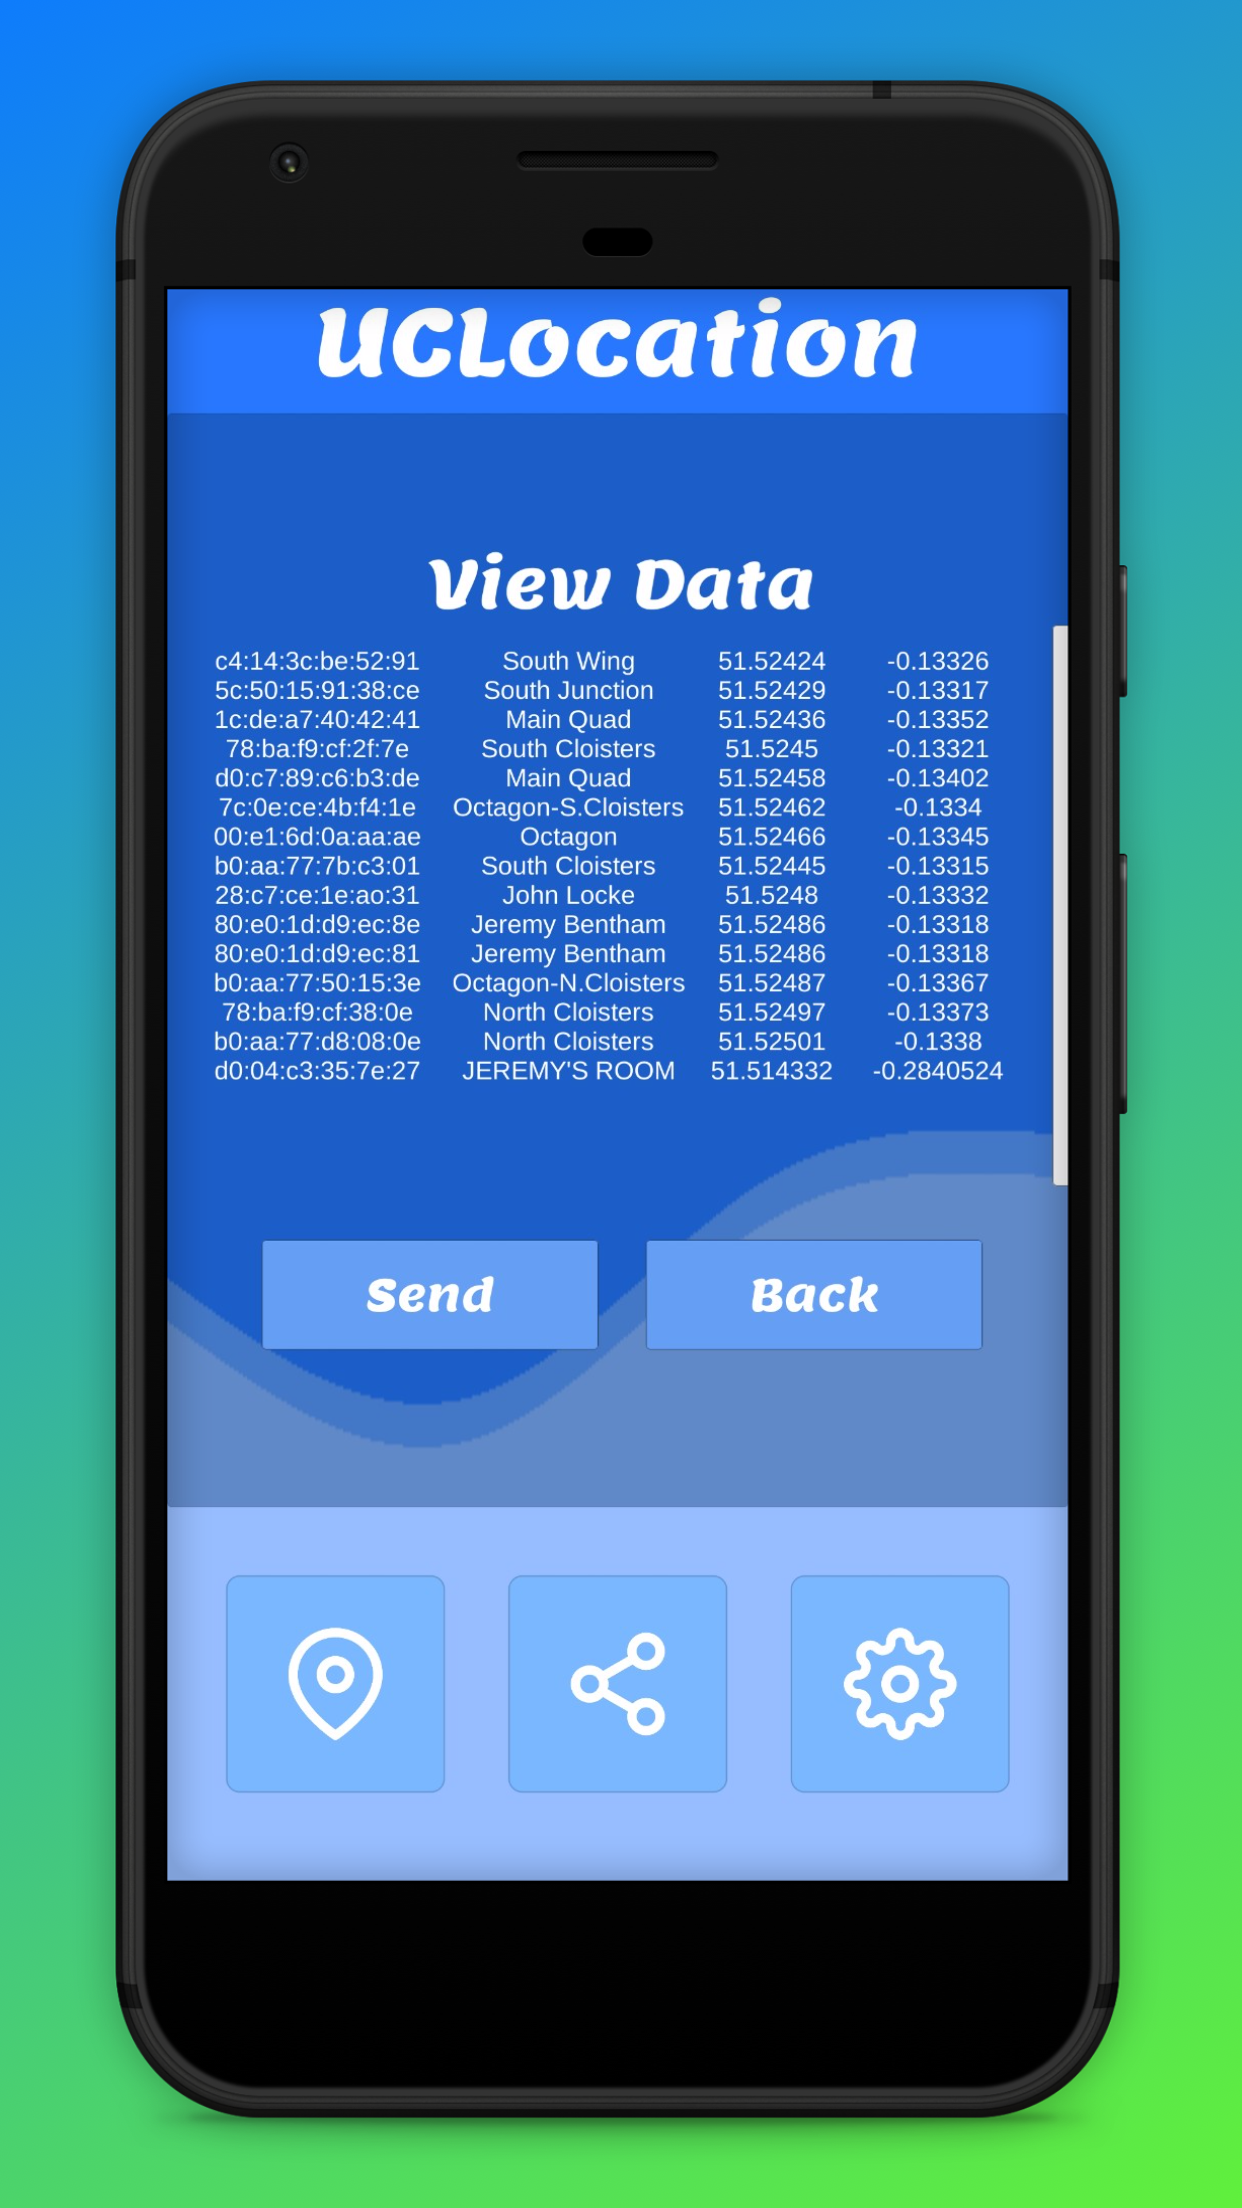 UCLocation
View Data
c4:14:3c:be:52:91 South Wing 51.52424 -0.13326
5c:50:15:91:38:ce South Junction 51.52429 -0.13317
1c:de:a7:40:42:41 Main Quad 51.52436 -0.13352
78:ba:f9:cf:2f:7e South Cloisters 51.5245 -0.13321
d0:c7:89:c6:b3:de Main Quad 51.52458 -0.13402
7c:0e:ce:4b:f4:1e Octagon-S.Cloisters 51.52462 -0.1334
00:e1:6d:0a:aa:ae Octagon 51.52466 -0.13345
b0:aa:77:7b:c3:01 South Cloisters 51.52445 -0.13315
28:c7:ce:1e:ao:31 John Locke 51.5248 -0.13332
80:e0:1d:d9:ec:8e Jeremy Bentham 51.52486 -0.13318
80:e0:1d:d9:ec:81 Jeremy Bentham 51.52486 -0.13318
b0:aa:77:50:15:3e Octagon-N.Cloisters 51.52487 -0.13367
78:ba:f9:cf:38:0e North Cloisters 51.52497 -0.13373
b0:aa:77:d8:08:0e North Cloisters 51.52501 -0.1338
d0:04:c3:35:7e:27 JEREMY'S ROOM 51.514332 -0.2840524
Send Back